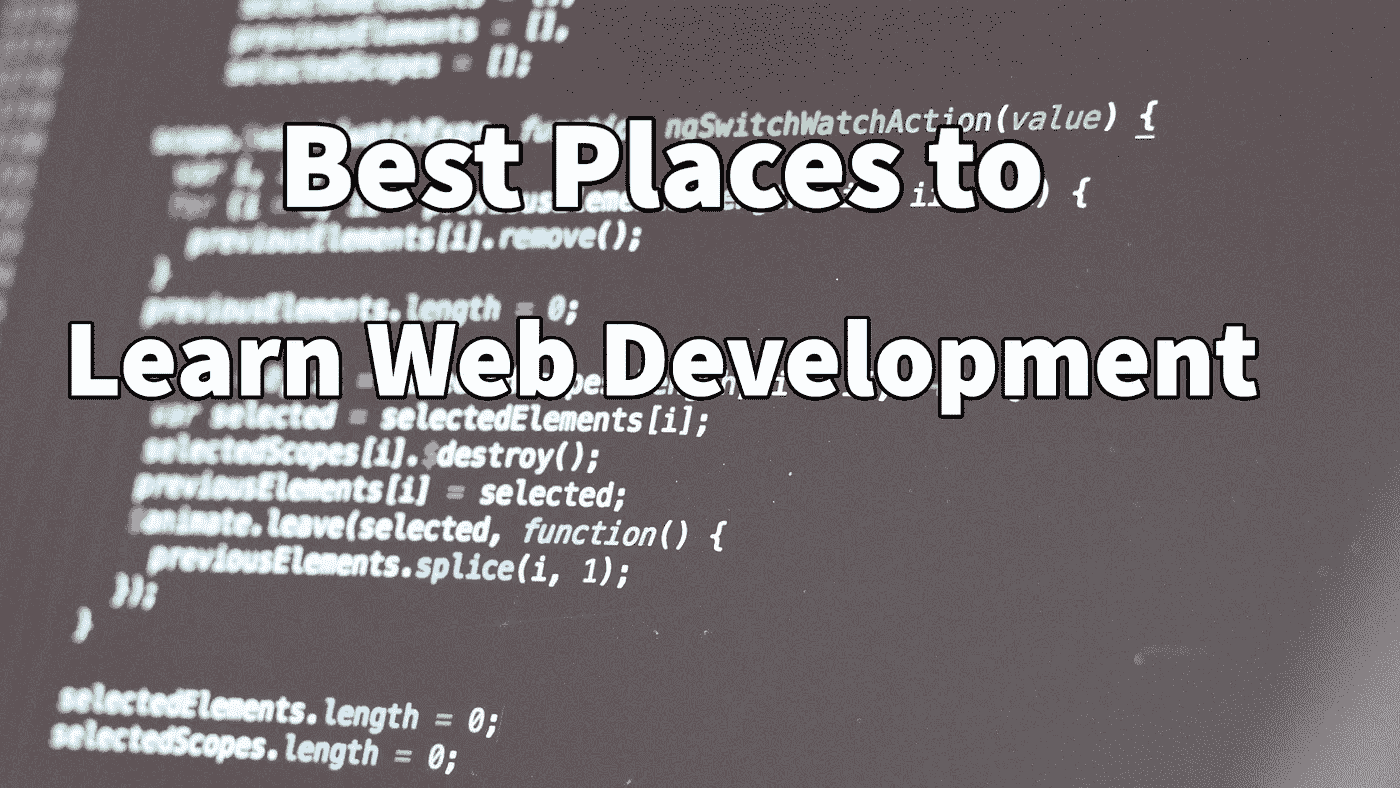 previousElements = [],
selectedScopes = [];
ngSwitchWatchAction(value) {
Best Places to
) {
previousElements[i].remove();
}
previousElements.length = 0;
Learn Web Development
var selected = selectedElements[i];
selectedScopes[i].$destroy();
previousElements[i] = selected;
$animate.leave(selected, function() {
previousElements.splice(i, 1);
});
}
selectedElements.length = 0;
selectedScopes.length = 0;